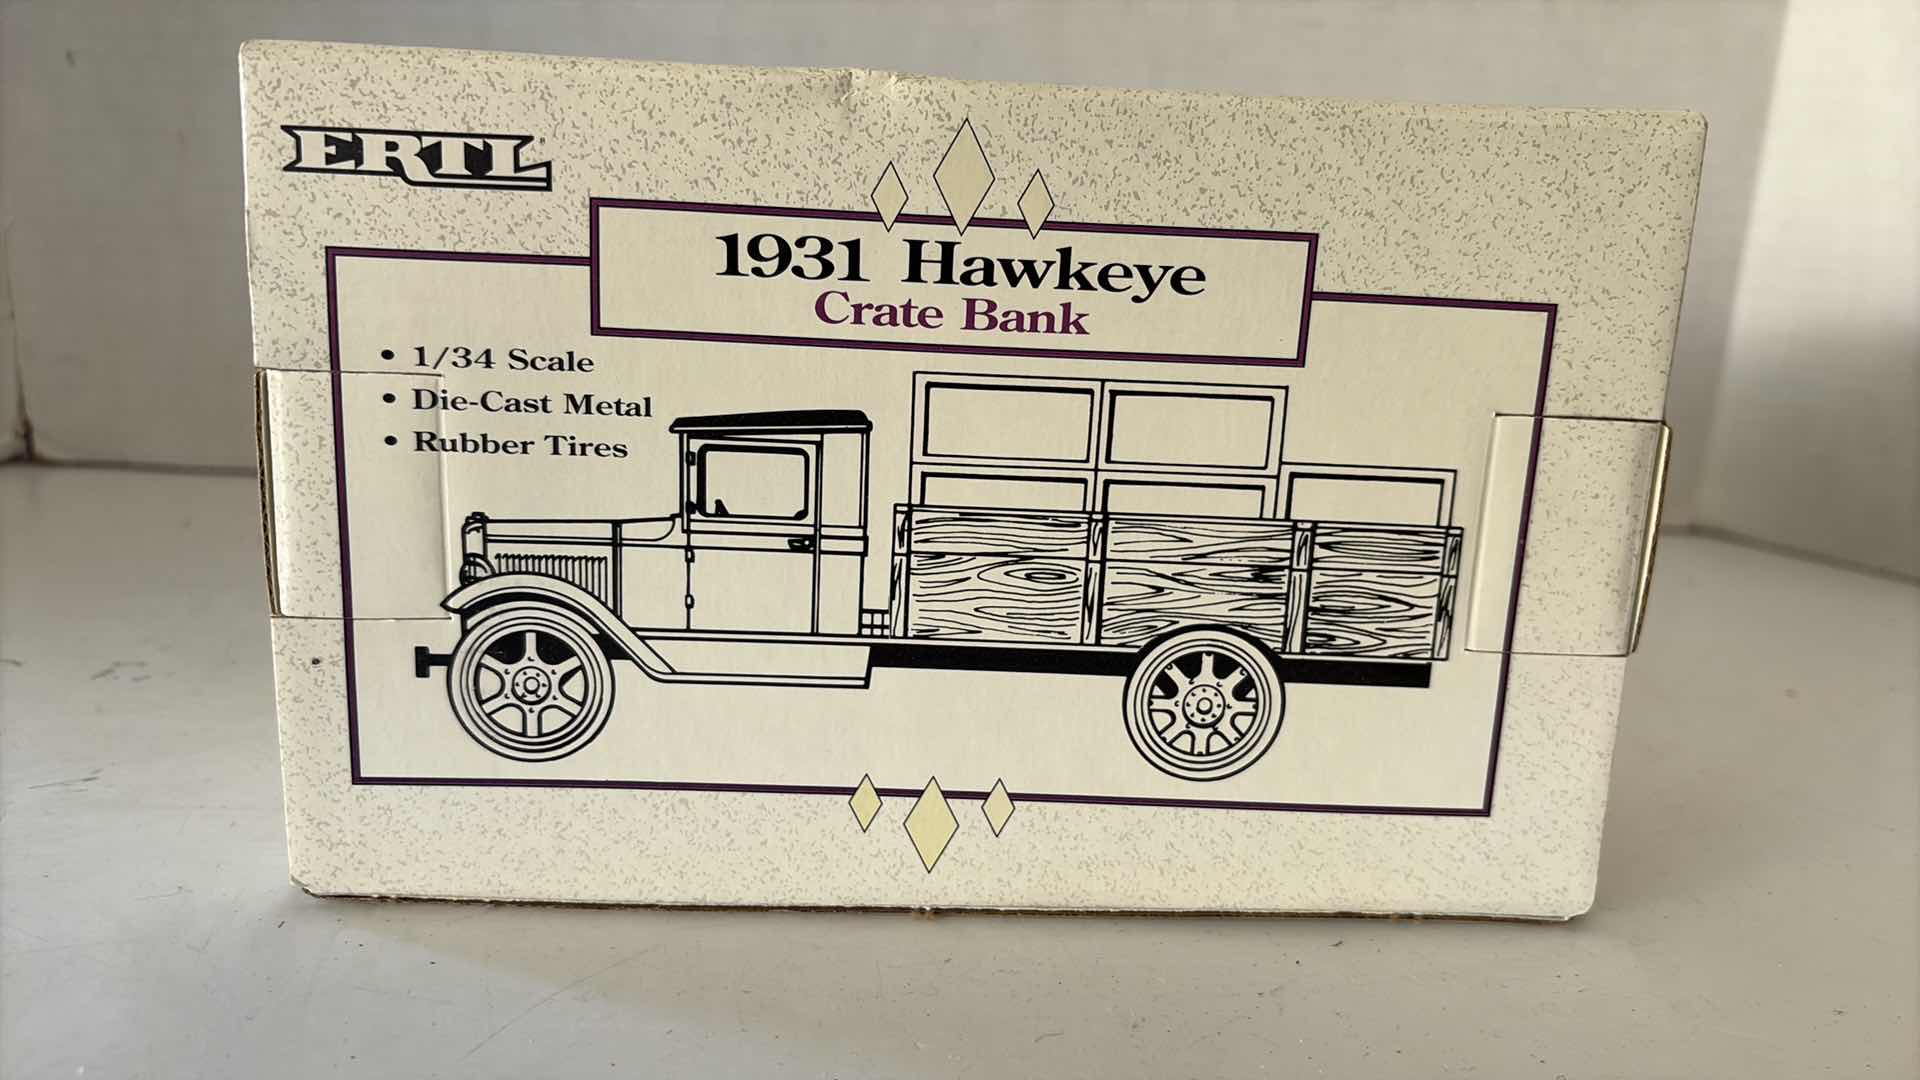 ERTL
1931 Hawkeye
Crate Bank
• 1/34 Scale
• Die-Cast Metal
• Rubber Tires